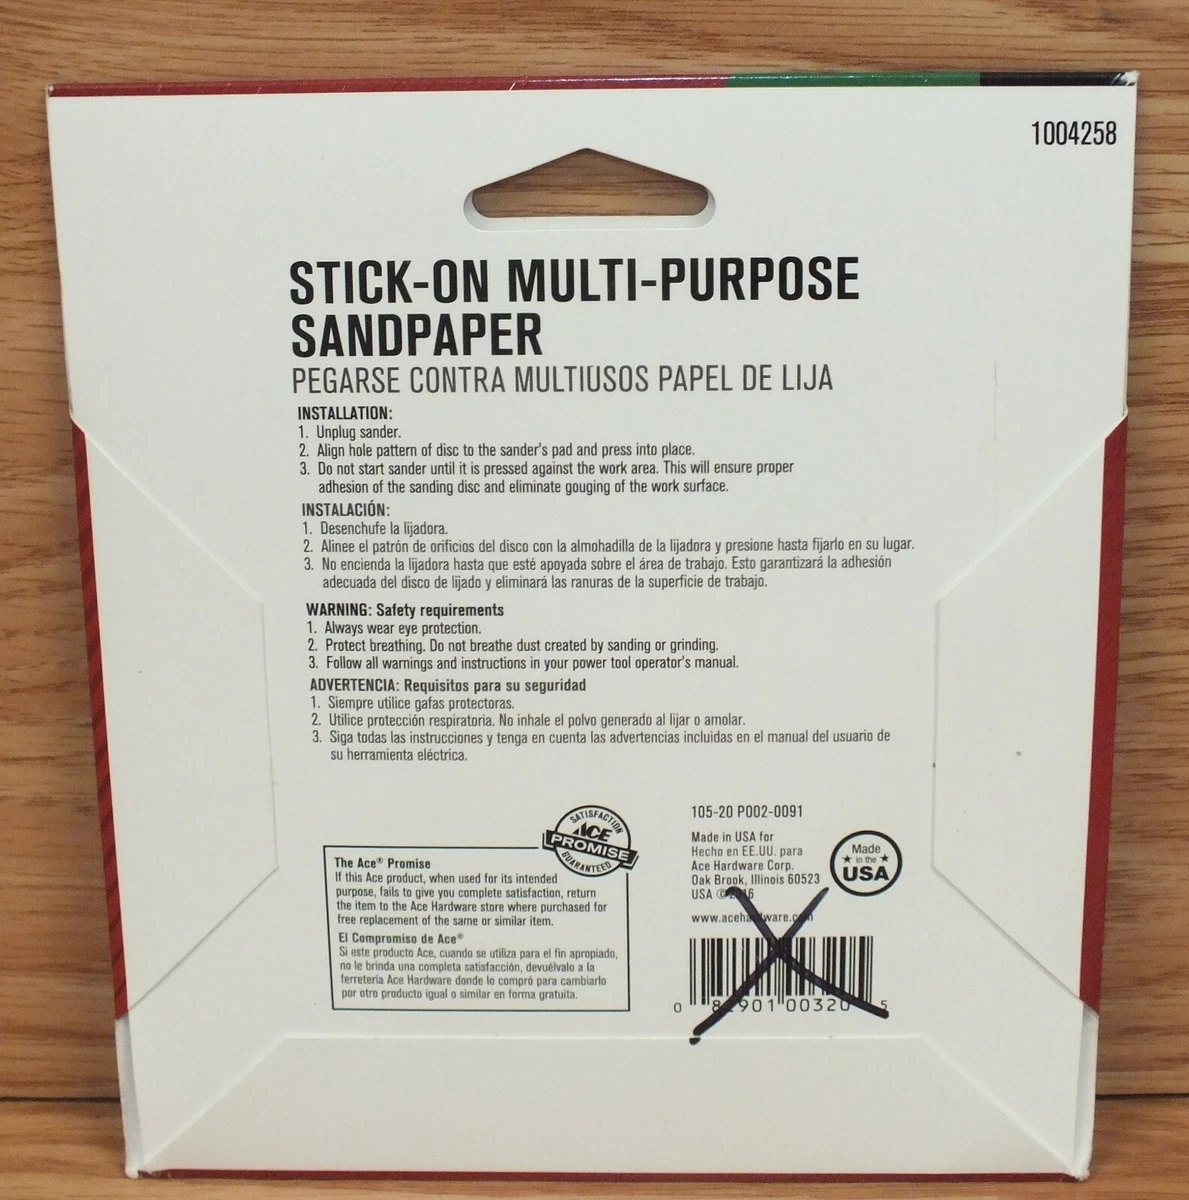 1004258
STICK-ON MULTI-PURPOSE
SANDPAPER
PEGARSE CONTRA MULTIUSOS PAPEL DE LIJA
INSTALLATION:
1. Unplug sander.
2. Align hole pattern of disc to the sander's pad and press into place.
3. Do not start sander until it is pressed against the work area. This will ensure proper
adhesion of the sanding disc and eliminate gouging of the work surface.
INSTALACIÓN:
1. Desenchufe la lijadora.
2. Alinee el patrón de orificios del disco con la almohadilla de la lijadora y presione hasta fijarlo en su lugar.
3. No encienda la lijadora hasta que esté apoyada sobre el área de trabajo. Esto garantizará la adhesión
adecuada del disco de lijado y eliminará las ranuras de la superficie de trabajo.
WARNING: Safety requirements
1. Always wear eye protection.
2. Protect breathing. Do not breathe dust created by sanding or grinding.
3. Follow all warnings and instructions in your power tool operator's manual.
ADVERTENCIA: Requisitos para su seguridad
1. Siempre utilice gafas protectoras.
2. Utilice protección respiratoria. No inhale el polvo generado al lijar o amolar.
3. Siga todas las instrucciones y tenga en cuenta las advertencias incluidas en el manual del usuario de
su herramienta eléctrica.
SATISFACTION
ACE
PROMISE
GUARANTEED
The Ace® Promise
If this Ace product, when used for its intended
purpose, fails to give you complete satisfaction, return
the item to the Ace Hardware store where purchased for
free replacement of the same or similar item.
El Compromiso de Ace®
Si este producto Ace, cuando se utiliza para el fin apropiado,
no le brinda una completa satisfacción, devuélvalo a la
ferretería Ace Hardware donde lo compró para cambiarlo
por otro producto igual o similar en forma gratuita.
105-20 P002-0091
Made in USA for
Hecho en EE.UU. para
Ace Hardware Corp.
Oak Brook, Illinois 60523
USA
www.acehardware.com
Made
in the
USA
0 00320 5